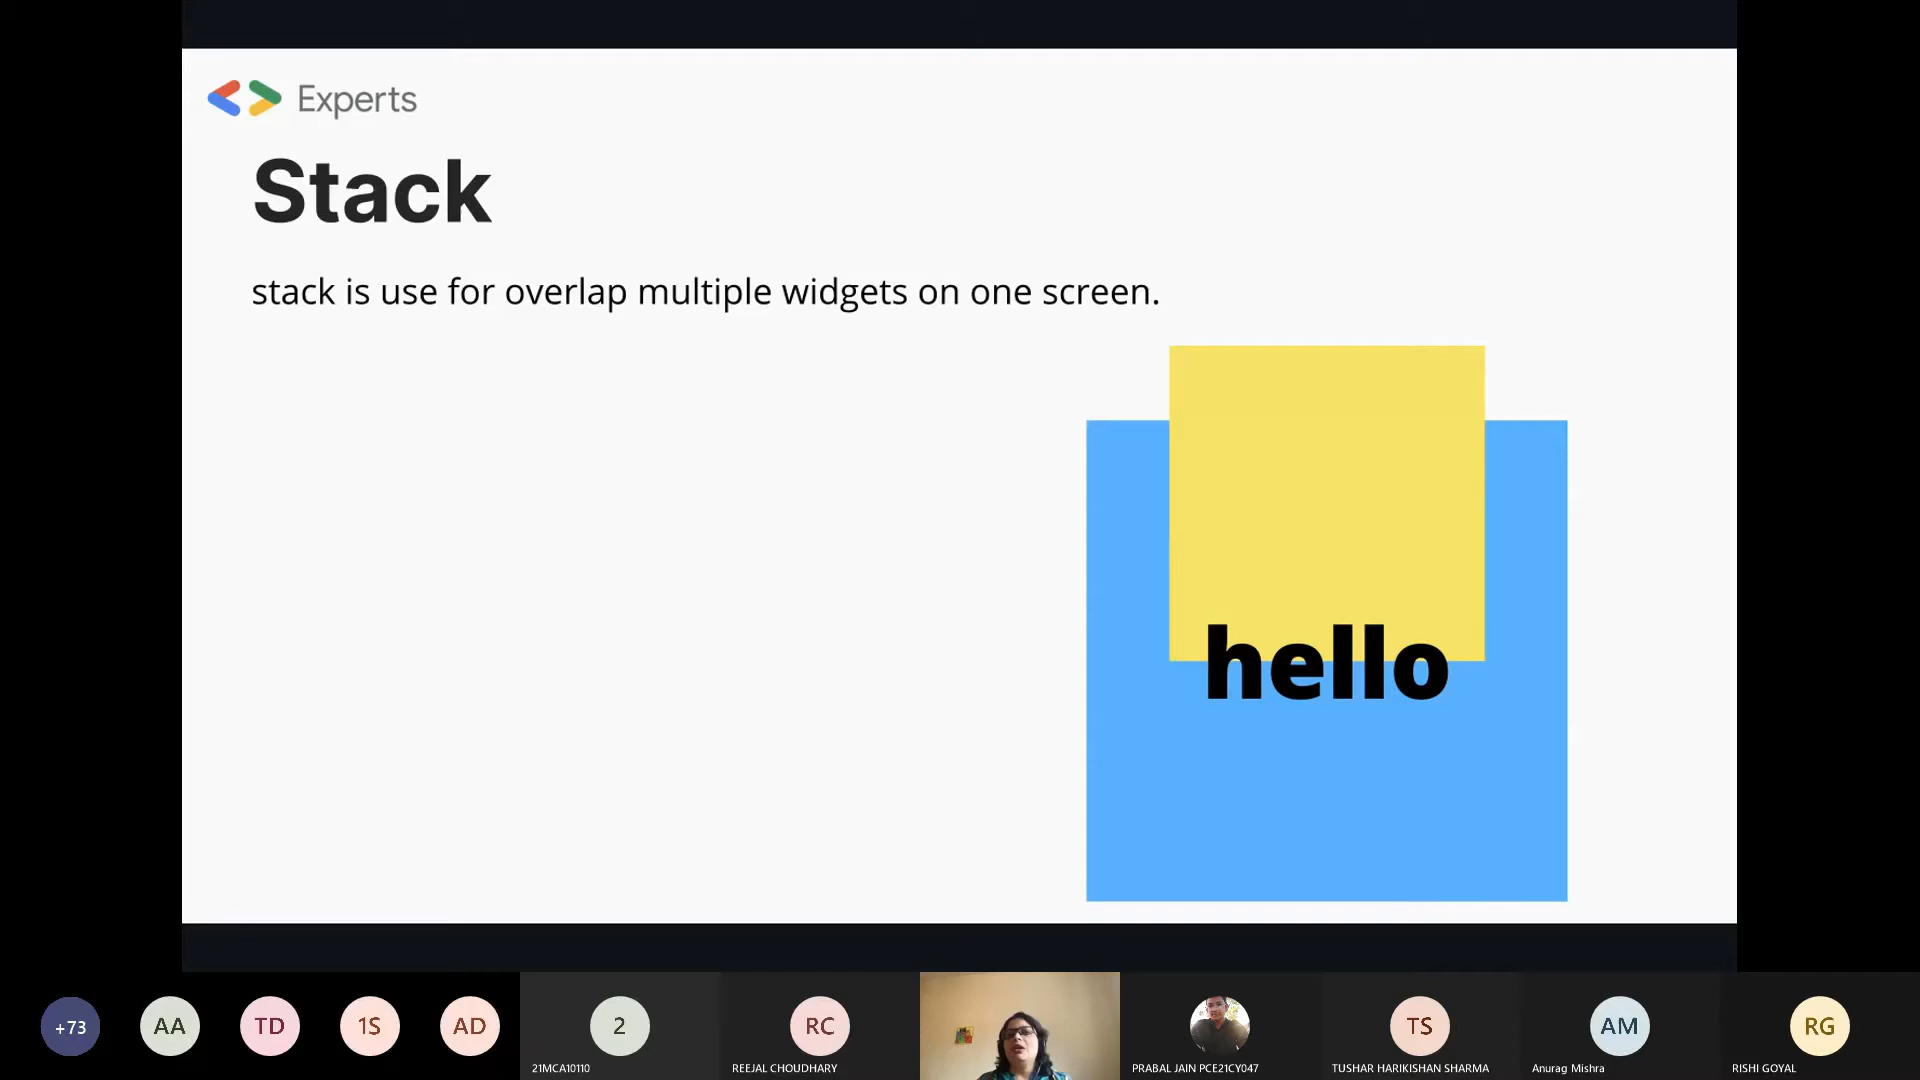 Experts
Stack
stack is use for overlap multiple widgets on one screen.
hello
+73
AA
TD
1S
AD
2
RC
TS
AM
RG
21MCA10110
REEJAL CHOUDHARY
PRABAL JAIN PCE21CY047
TUSHAR HARIKISHAN SHARMA
Anurag Mishra
RISHI GOYAL